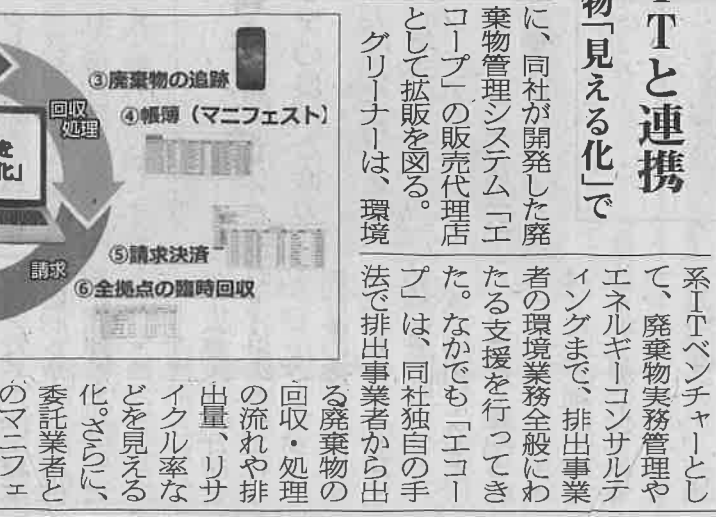 ITと連携
物「見える化」で
に、同社が開発した廃
棄物管理システム「エ
コープ」の販売代理店
として拡販を図る。
グリーナーは、環境
系ITベンチャーとし
て、廃棄物実務管理や
エネルギーコンサルテ
ィングまで、排出事業
者の環境業務全般にわ
たる支援を行ってき
た。なかでも「エコー
プ」は、同社独自の手
法で排出事業者から出
る廃棄物の
回収・処理
の流れや排
出量、リサ
イクル率な
どを見える
化。さらに、
委託業者と
のマニフェ
③廃棄物の追跡
回収
処理
④帳簿（マニフェスト）
を
化」
⑤請求決済
請求
⑥全拠点の臨時回収